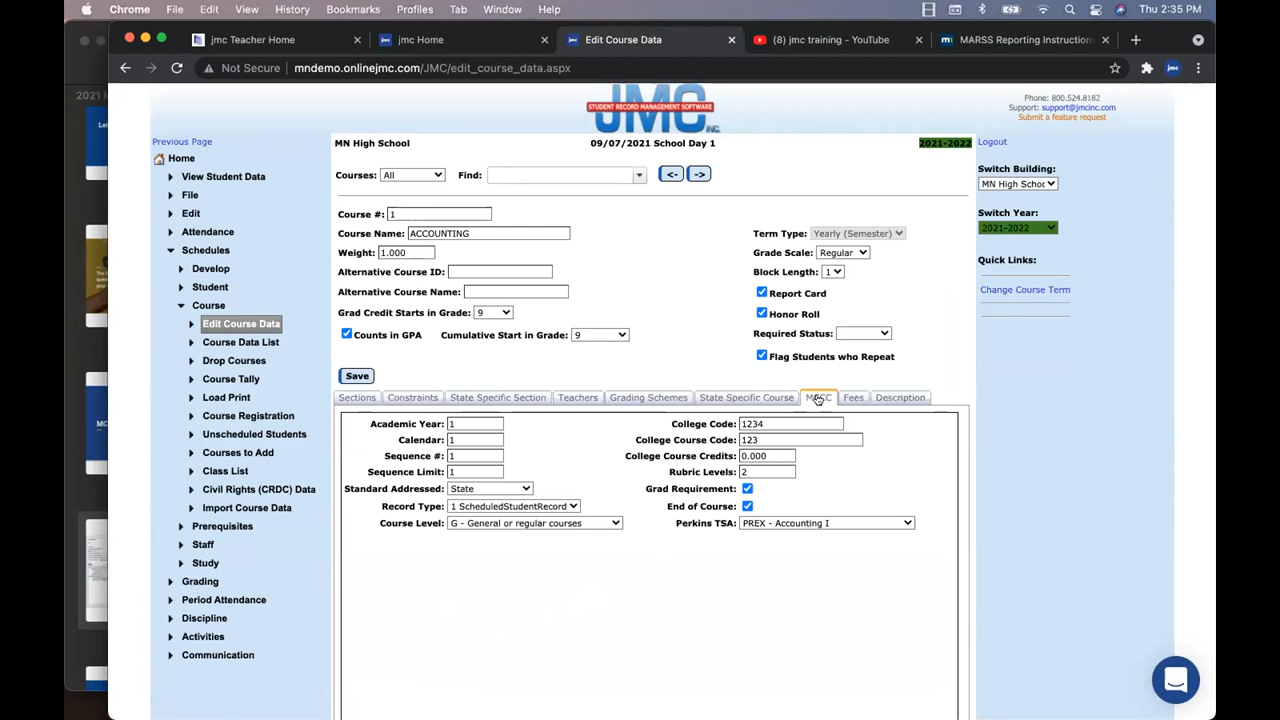 Chrome File Edit View History Bookmarks Profiles Tab Window Help Thu 2:35 PM
jmc Teacher Home jmc Home Edit Course Data (4) jmc training - YouTube MARSS Reporting Instruction
Not Secure mndemo.onlinejmc.com/JMC/edit_course_data.aspx
2021 M
STUDENT RECORD MANAGEMENT SOFTWARE
JMC INC.
Phone: 800.524.8182
Support: support@jmcinc.com
Submit a feature request
Previous Page
MN High School 09/07/2021 School Day 1 2021-2022
Logout
Home
View Student Data
File
Edit
Attendance
Schedules
Develop
Student
Course
Edit Course Data
Course Data List
Drop Courses
Course Tally
Load Print
Course Registration
Unscheduled Students
Courses to Add
Class List
Civil Rights (CRDC) Data
Import Course Data
Prerequisites
Staff
Study
Grading
Period Attendance
Discipline
Activities
Communication
Courses: All Find: <- ->
Course #: 1
Course Name: ACCOUNTING
Weight: 1.000
Alternative Course ID:
Alternative Course Name:
Grad Credit Starts in Grade: 9
Counts in GPA Cumulative Start in Grade: 9
Term Type: Yearly (Semester)
Grade Scale: Regular
Block Length: 1
Report Card
Honor Roll
Required Status:
Flag Students who Repeat
Save
Sections Constraints State Specific Section Teachers Grading Schemes State Specific Course Fees Description
Academic Year: 1
Calendar: 1
Sequence #: 1
Sequence Limit: 1
Standard Addressed: State
Record Type: 1 ScheduledStudentRecord
Course Level: G - General or regular courses
College Code: 1234
College Course Code: 123
College Course Credits: 0.000
Rubric Levels: 2
Grad Requirement:
End of Course:
Perkins TSA: PREX - Accounting I
Switch Building:
MN High Schoo
Switch Year:
2021-2022
Quick Links:
Change Course Term